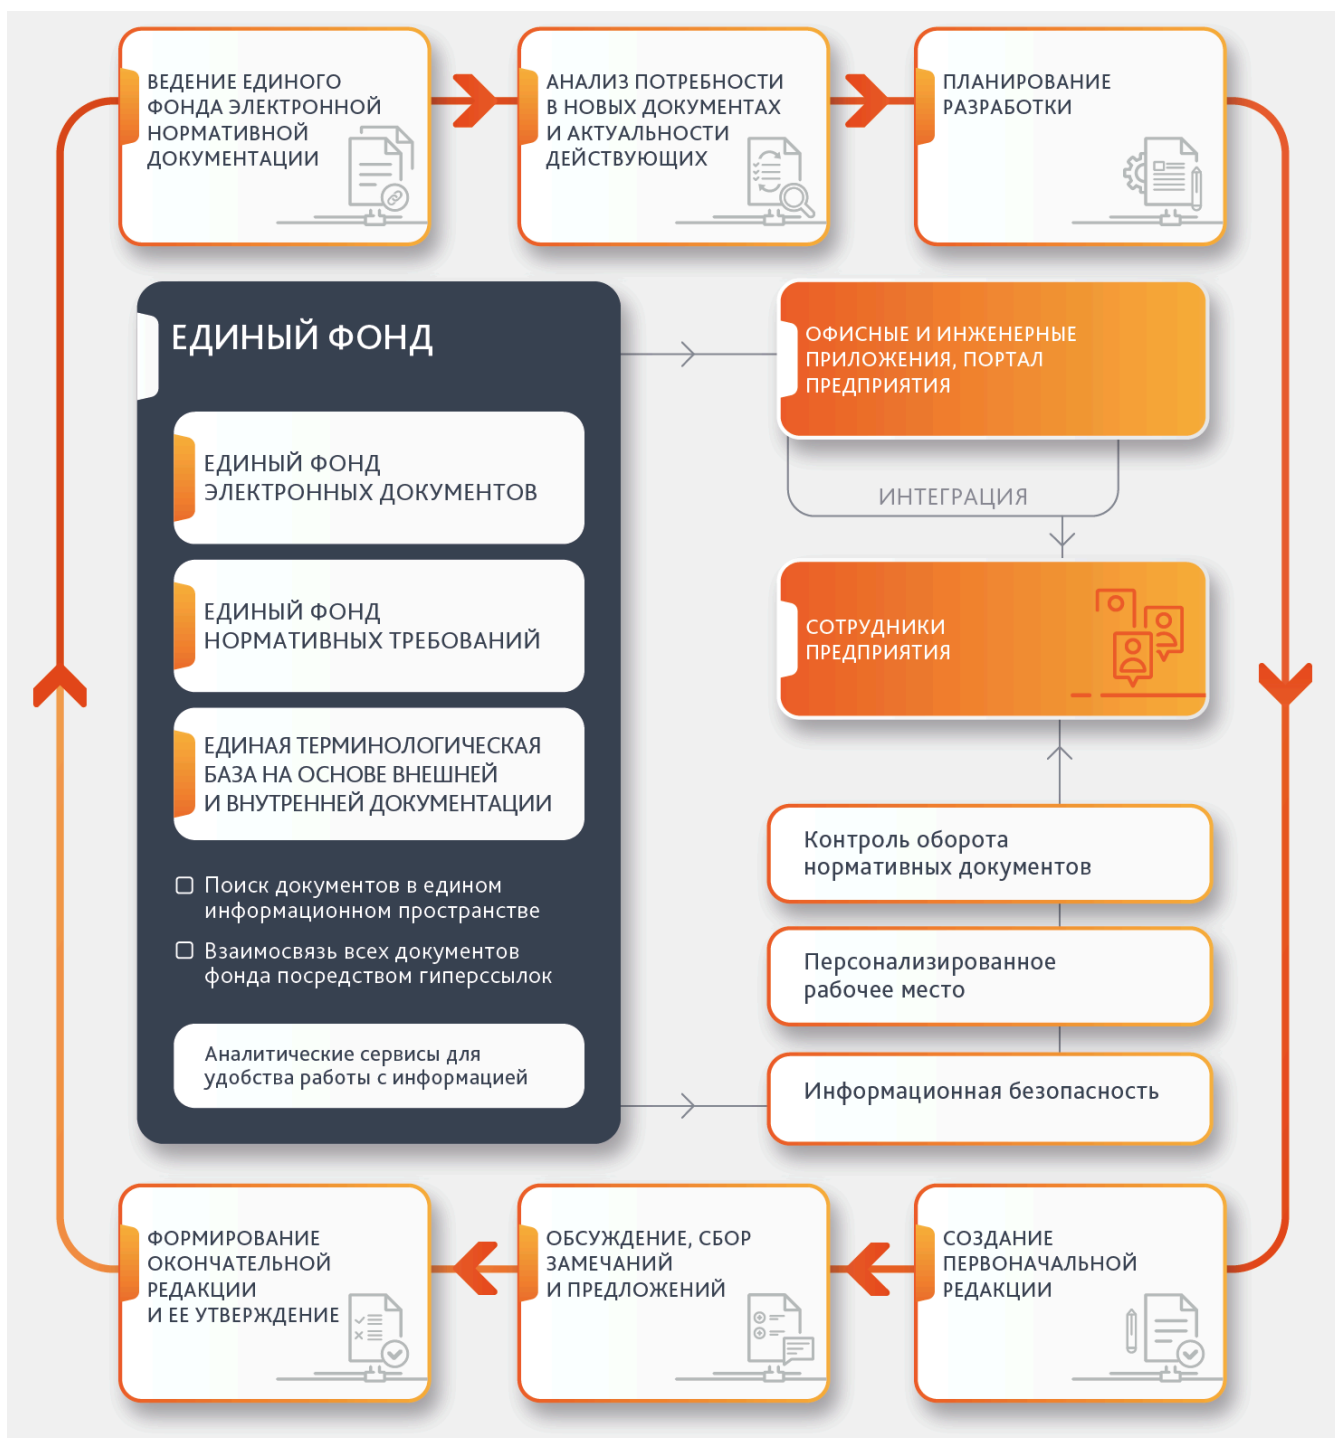 ВЕДЕНИЕ ЕДИНОГО
ФОНДА ЭЛЕКТРОННОЙ
НОРМАТИВНОЙ
ДОКУМЕНТАЦИИ
АНАЛИЗ ПОТРЕБНОСТИ
В НОВЫХ ДОКУМЕНТАХ
И АКТУАЛЬНОСТИ
ДЕЙСТВУЮЩИХ
ПЛАНИРОВАНИЕ
РАЗРАБОТКИ
ЕДИНЫЙ ФОНД
ЕДИНЫЙ ФОНД
ЭЛЕКТРОННЫХ ДОКУМЕНТОВ
ЕДИНЫЙ ФОНД
НОРМАТИВНЫХ ТРЕБОВАНИЙ
ЕДИНАЯ ТЕРМИНОЛОГИЧЕСКАЯ
БАЗА НА ОСНОВЕ ВНЕШНЕЙ
И ВНУТРЕННЕЙ ДОКУМЕНТАЦИИ
Поиск документов в едином
информационном пространстве
Взаимосвязь всех документов
фонда посредством гиперссылок
Аналитические сервисы для
удобства работы с информацией
ОФИСНЫЕ И ИНЖЕНЕРНЫЕ
ПРИЛОЖЕНИЯ, ПОРТАЛ
ПРЕДПРИЯТИЯ
ИНТЕГРАЦИЯ
СОТРУДНИКИ
ПРЕДПРИЯТИЯ
Контроль оборота
нормативных документов
Персонализированное
рабочее место
Информационная безопасность
ФОРМИРОВАНИЕ
ОКОНЧАТЕЛЬНОЙ
РЕДАКЦИИ
И ЕЕ УТВЕРЖДЕНИЕ
ОБСУЖДЕНИЕ, СБОР
ЗАМЕЧАНИЙ
И ПРЕДЛОЖЕНИЙ
СОЗДАНИЕ
ПЕРВОНАЧАЛЬНОЙ
РЕДАКЦИИ